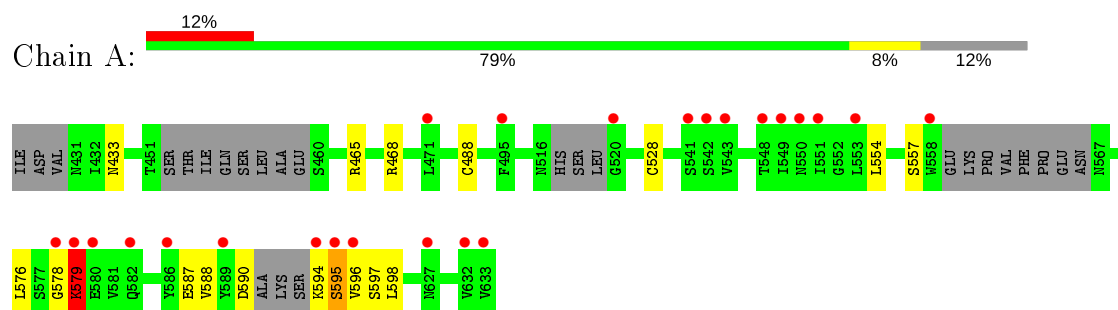 12%
Chain A:
79% 8% 12%
ILE ASP VAL N431 I432 N433 T451 SER THR ILE GLN SER LEU ALA GLU S460 R465 R468 L471 C488 F495 N516 HIS SER LEU G520 C528 S541 S542 V543 T548 I549 N550 I551 G552 L553 L554 S557 W558 GLU LYS PRO VAL PHE PRO GLU ASN N567
L576 S577 G578 K579 E580 V581 Q582 Y586 E587 V588 Y589 D590 ALA LYS SER K594 S595 V596 S597 L598 N627 V632 V633